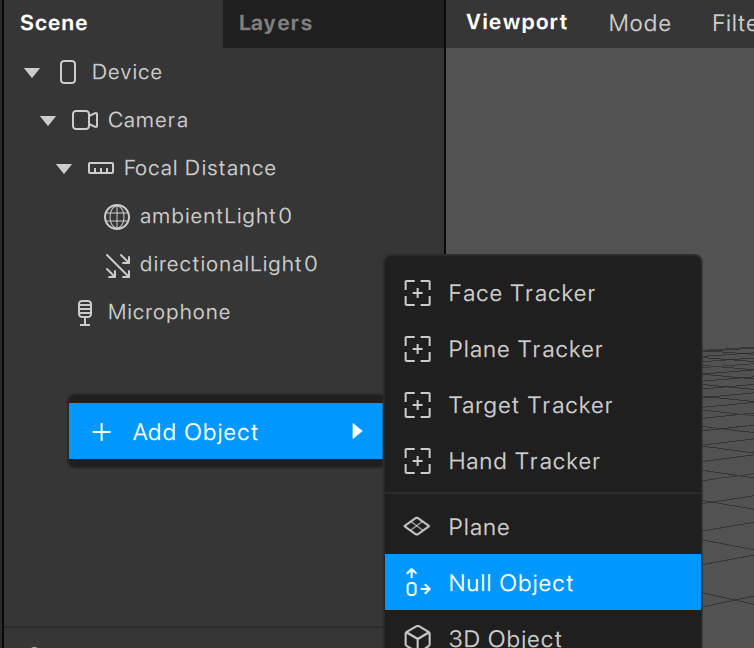 Scene
Layers
Viewport
Mode
Device
Camera
Focal Distance
ambientLight0
directionalLight0
Microphone
Add Object
Face Tracker
Plane Tracker
Target Tracker
Hand Tracker
Plane
Null Object
3D Object